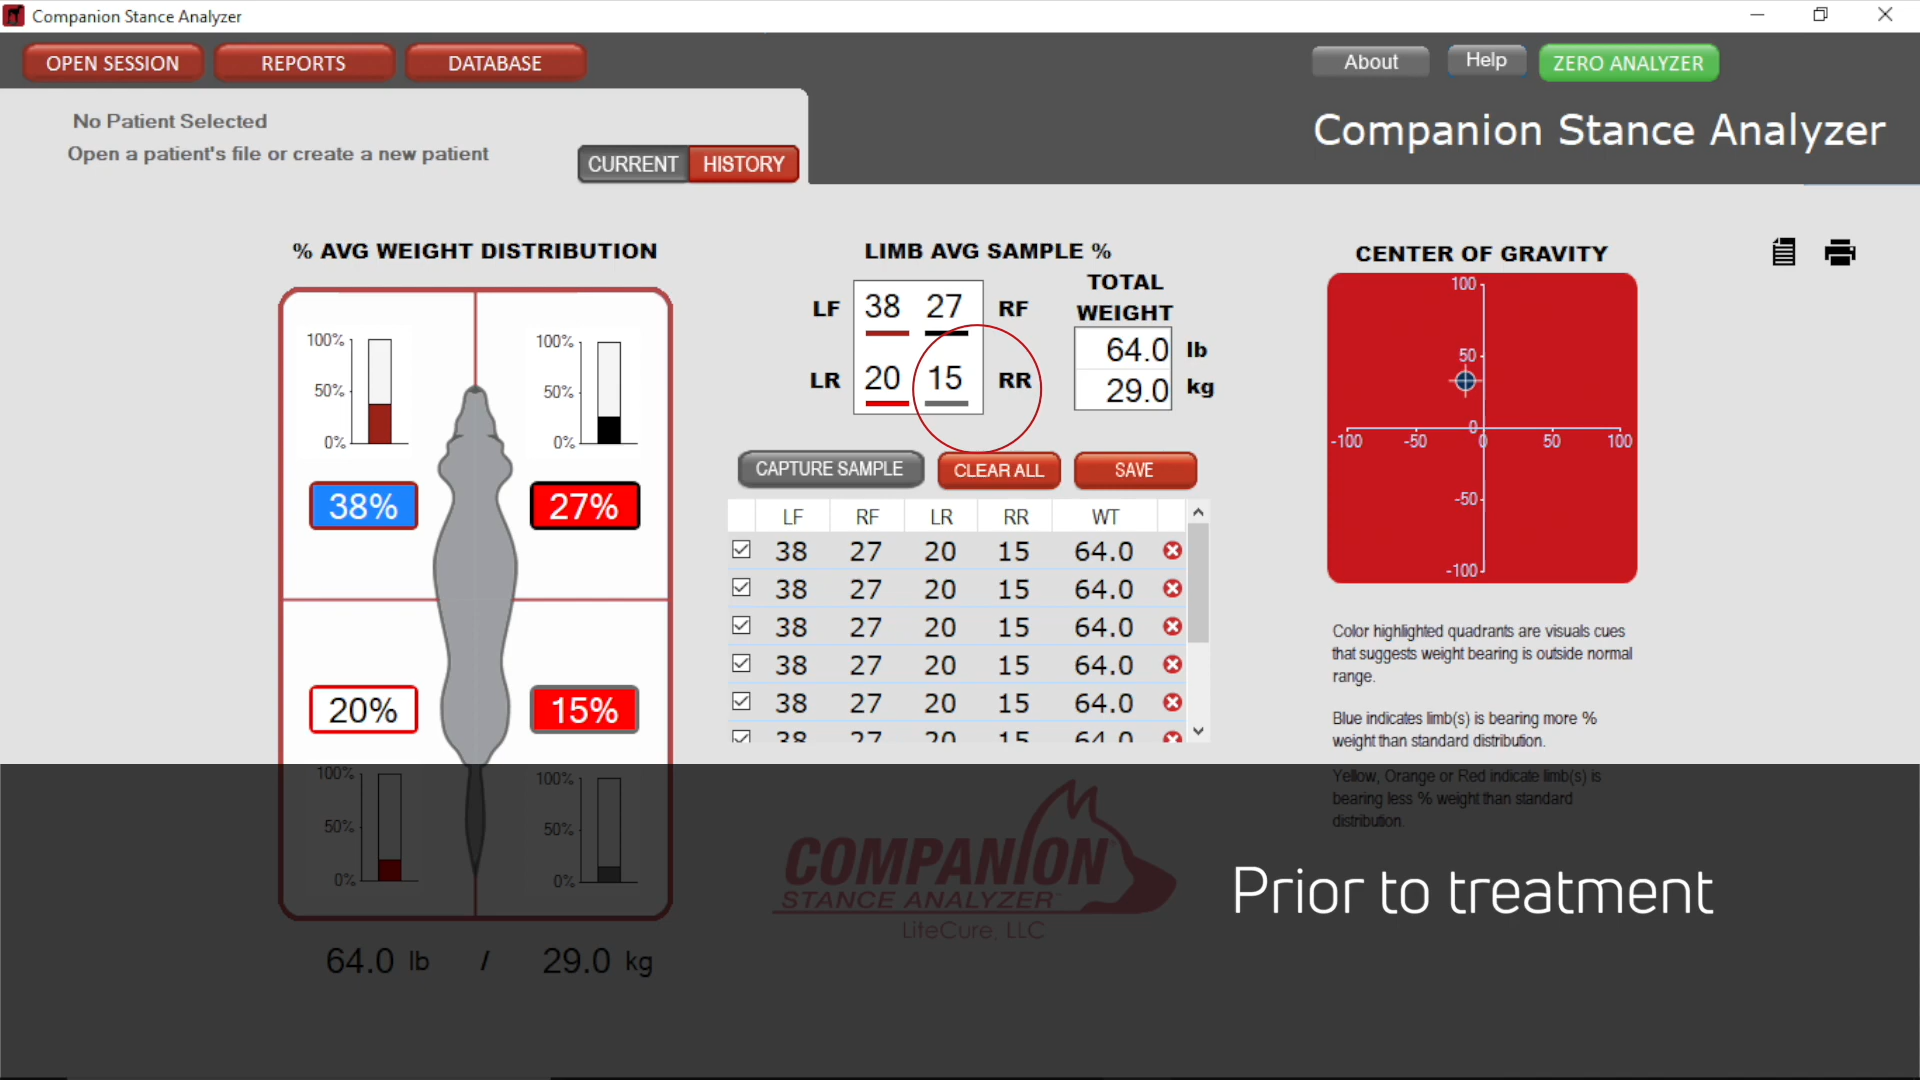 Companion Stance Analyzer
OPEN SESSION REPORTS DATABASE About Help ZERO ANALYZER
No Patient Selected
Open a patient's file or create a new patient
CURRENT HISTORY
Companion Stance Analyzer
% AVG WEIGHT DISTRIBUTION
100% 100%
50% 50%
0% 0%
38% 27%
20% 15%
100% 100%
50% 50%
0% 0%
64.0 lb / 29.0 kg
LIMB AVG SAMPLE %
LF 38 27 RF
LR 20 15 RR
TOTAL
WEIGHT
64.0 lb
29.0 kg
CAPTURE SAMPLE CLEAR ALL SAVE
LF RF LR RR WT
38 27 20 15 64.0
38 27 20 15 64.0
38 27 20 15 64.0
38 27 20 15 64.0
38 27 20 15 64.0
38 27 20 15 64.0
CENTER OF GRAVITY
100
50
0
-100 -50 0 50 100
-50
-100
Color highlighted quadrants are visuals cues
that suggests weight bearing is outside normal
range.
Blue indicates limb(s) is bearing more %
weight than standard distribution.
Yellow, Orange or Red indicate limb(s) is
bearing less % weight than standard
distribution.
COMPANION
STANCE ANALYZER™
LiteCure, LLC
Prior to treatment